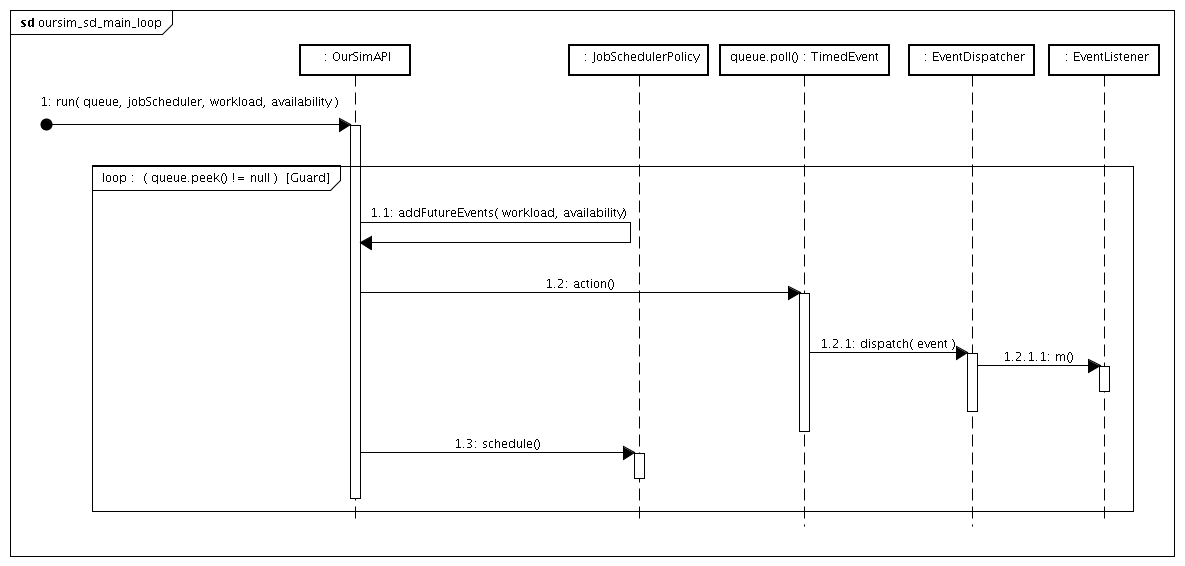 sd oursim_sd_main_loop
: OurSimAPI
: JobSchedulerPolicy
queue.poll() : TimedEvent
: EventDispatcher
: EventListener
1: run( queue, jobScheduler, workload, availability )
loop : ( queue.peek() != null ) [Guard]
1.1: addFutureEvents( workload, availability)
1.2: action()
1.2.1: dispatch( event )
1.2.1.1: m()
1.3: schedule()